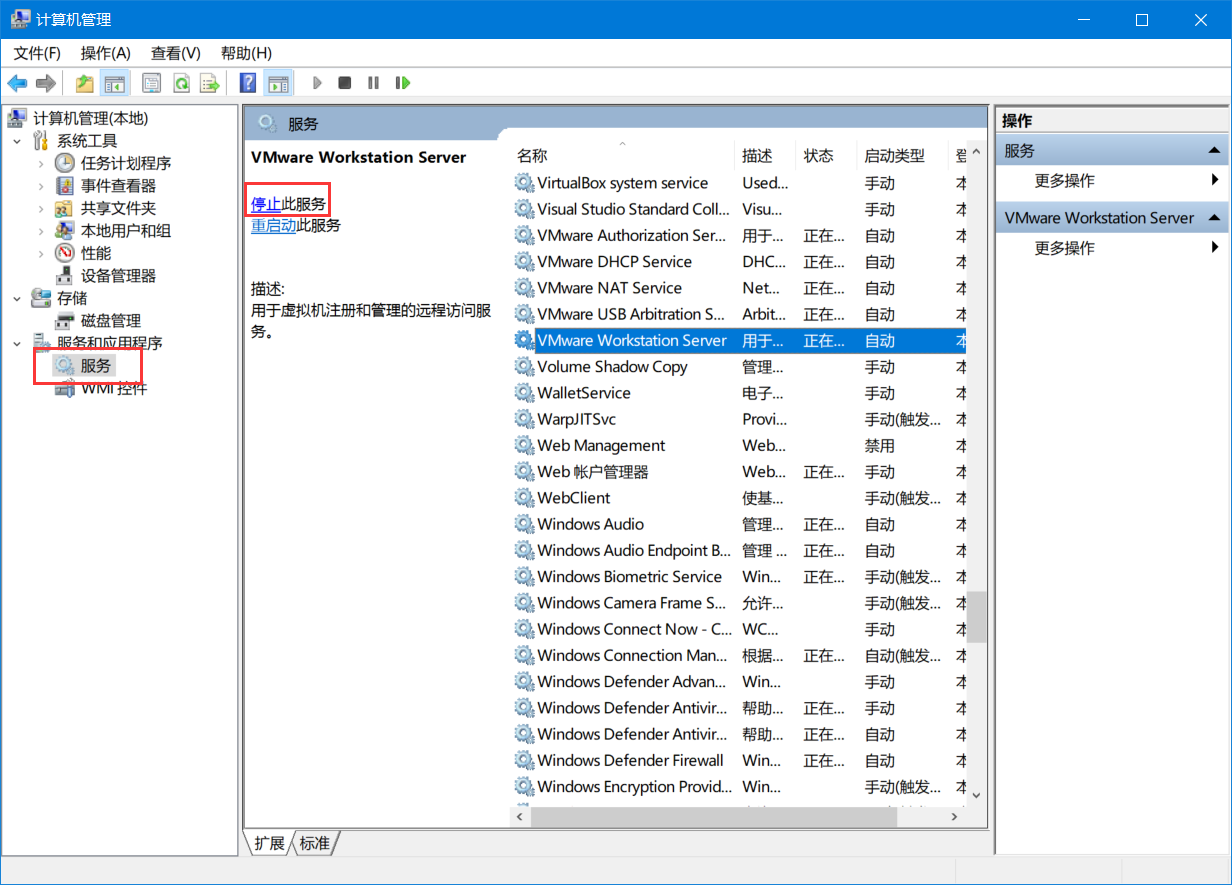 计算机管理
文件(F) 操作(A) 查看(V) 帮助(H)
计算机管理(本地)
系统工具
任务计划程序
事件查看器
共享文件夹
本地用户和组
性能
设备管理器
存储
磁盘管理
服务和应用程序
服务
WMI 控件
服务
VMware Workstation Server
停止此服务
重启动此服务
描述:
用于虚拟机注册和管理的远程访问服
务。
名称 描述 状态 启动类型 登
VirtualBox system service Used... 手动 本
Visual Studio Standard Coll... Visu... 手动 本
VMware Authorization Ser... 用于... 正在... 自动 本
VMware DHCP Service DHC... 正在... 自动 本
VMware NAT Service Net... 正在... 自动 本
VMware USB Arbitration S... Arbit... 正在... 自动 本
VMware Workstation Server 用于... 正在... 自动 本
Volume Shadow Copy 管理... 手动 本
WalletService 电子... 手动 本
WarpJITSvc Provi... 手动(触发... 本
Web Management Web... 禁用 本
Web 帐户管理器 Web... 正在... 手动 本
WebClient 使基... 手动(触发... 本
Windows Audio 管理... 正在... 自动 本
Windows Audio Endpoint B... 管理 ... 正在... 自动 本
Windows Biometric Service Win... 正在... 手动(触发... 本
Windows Camera Frame S... 允许... 手动(触发... 本
Windows Connect Now - C... WC... 手动 本
Windows Connection Man... 根据... 正在... 自动(触发... 本
Windows Defender Advan... Win... 手动 本
Windows Defender Antivir... 帮助... 正在... 手动 本
Windows Defender Antivir... 帮助... 正在... 自动 本
Windows Defender Firewall Win... 正在... 自动 本
Windows Encryption Provid... Win... 手动(触发... 本
扩展 标准
操作
服务
更多操作
VMware Workstation Server
更多操作